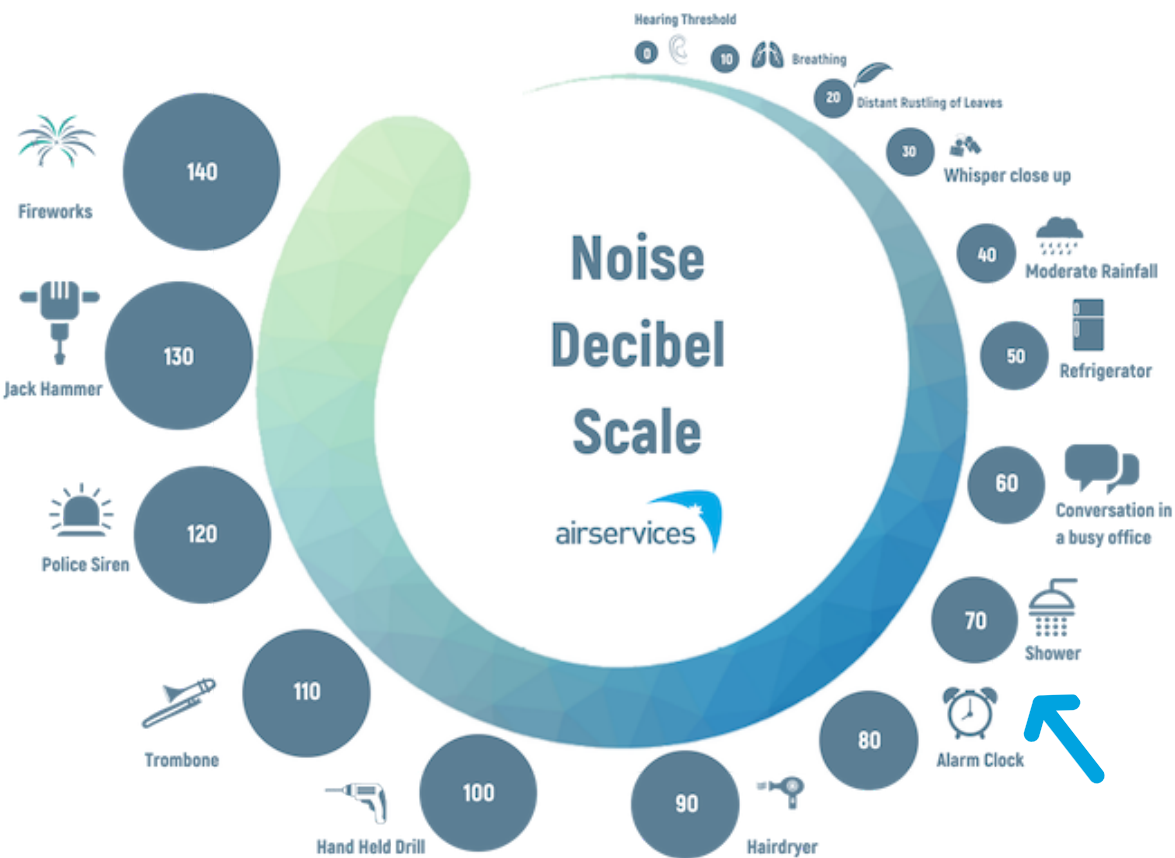 Hearing Threshold
0
10
Breathing
20
Distant Rustling of Leaves
30
Whisper close up
40
Moderate Rainfall
50
Refrigerator
60
Conversation in
a busy office
70
Shower
80
Alarm Clock
90
Hairdryer
100
Hand Held Drill
110
Trombone
120
Police Siren
130
Jack Hammer
140
Fireworks
Noise
Decibel
Scale
airservices